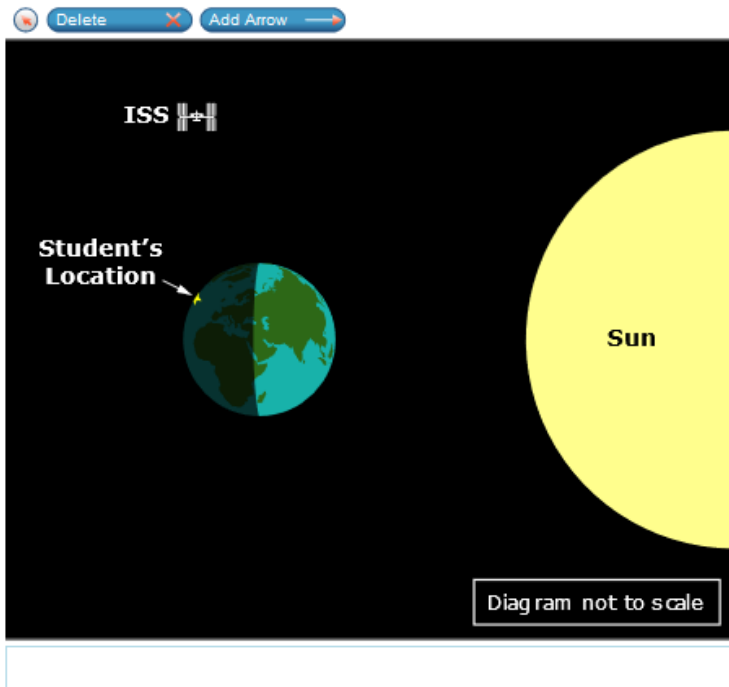 Delete Add Arrow
ISS
Student's
Location
Sun
Diagram not to scale